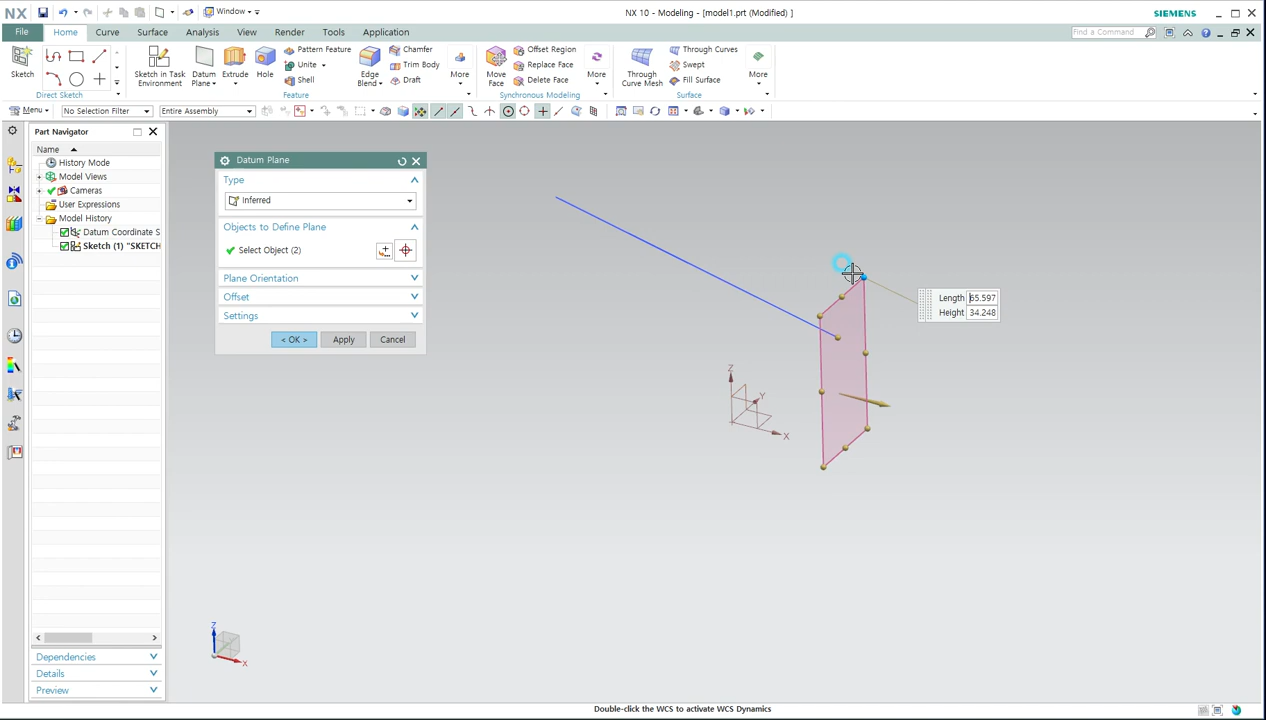 NX
Window
NX 10 - Modeling - [model1.prt (Modified) ]
SIEMENS
File
Home
Curve
Surface
Analysis
View
Render
Tools
Application
Find a Command
Sketch
Direct Sketch
Sketch in Task
Environment
Datum
Plane
Extrude
Hole
Pattern Feature
Unite
Shell
Edge
Blend
Chamfer
Trim Body
Draft
More
Feature
Move
Face
Offset Region
Replace Face
Delete Face
More
Synchronous Modeling
Through
Curve Mesh
Through Curves
Swept
Fill Surface
More
Surface
Menu
No Selection Filter
Entire Assembly
Part Navigator
Name
History Mode
Model Views
Cameras
User Expressions
Model History
Datum Coordinate S
Sketch (1) "SKETCH
Datum Plane
Type
Inferred
Objects to Define Plane
Select Object (2)
Plane Orientation
Offset
Settings
< OK >
Apply
Cancel
Length 65.597
Height 34.248
Z
Y
X
Z
X
Dependencies
Details
Preview
Double-click the WCS to activate WCS Dynamics